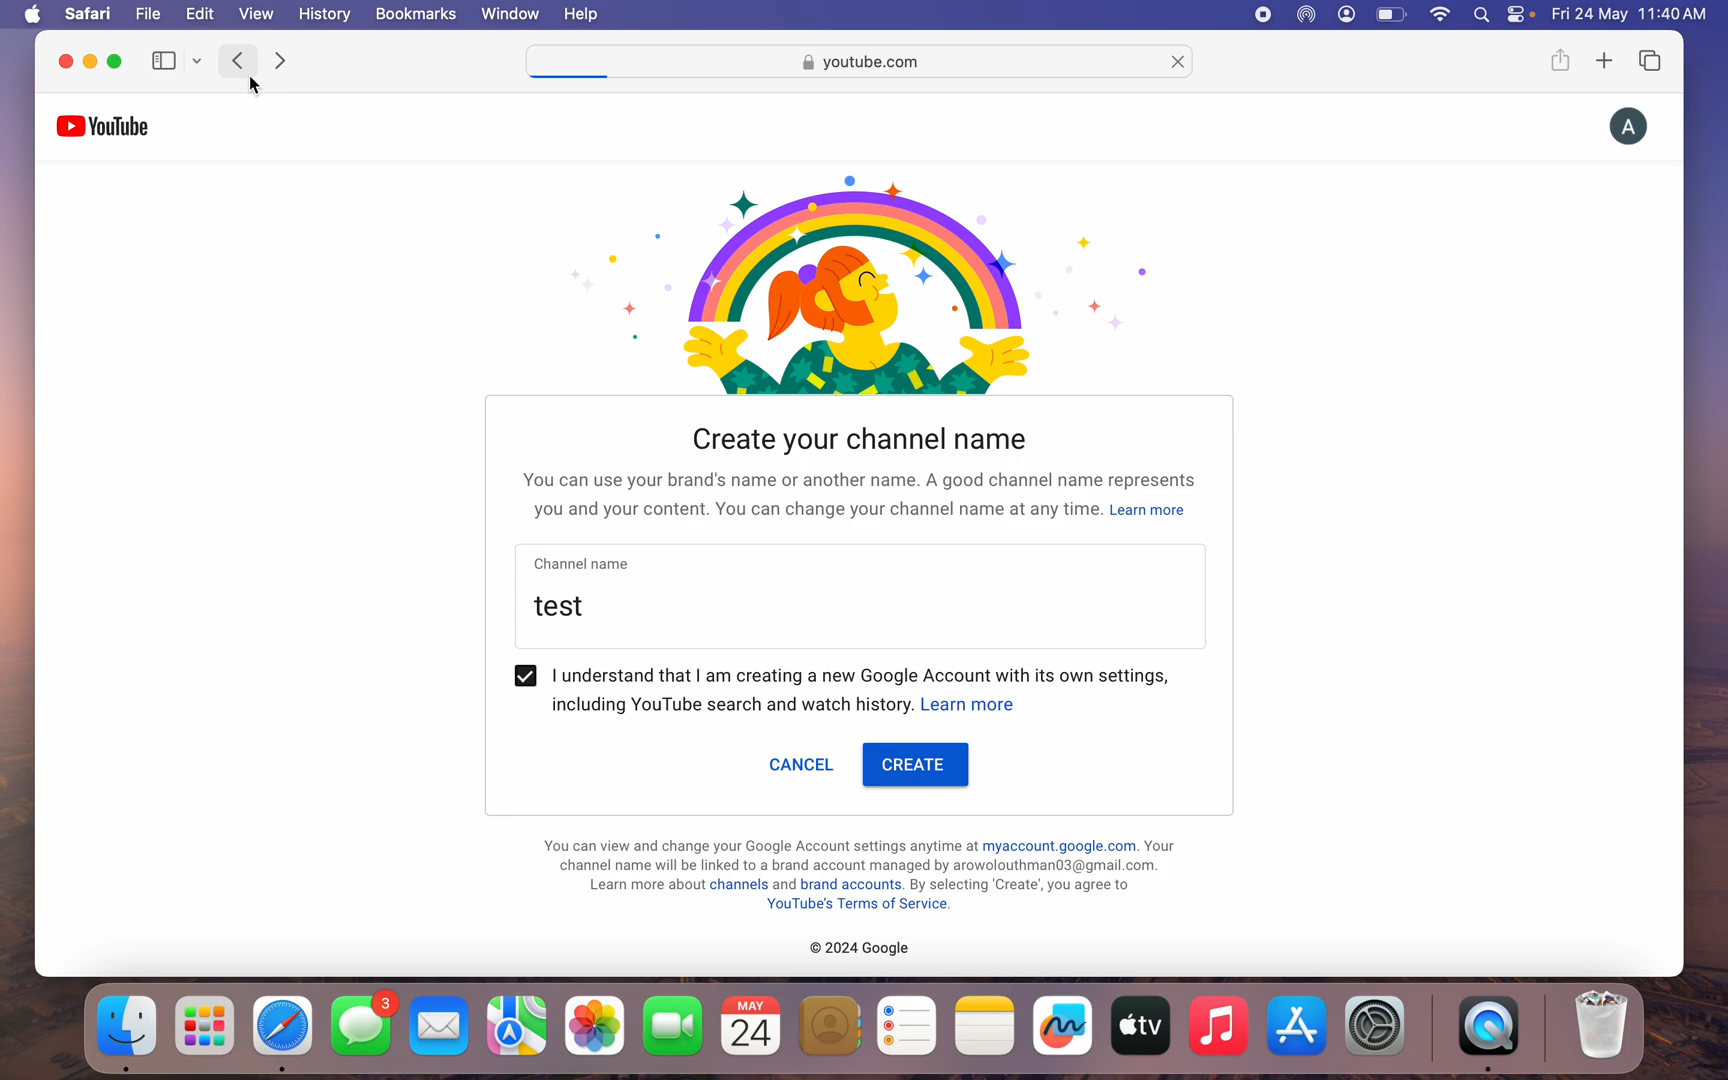 Safari File Edit View History Bookmarks Window Help Fri 24 May 11:40 AM
youtube.com
YouTube
A
Create your channel name
You can use your brand's name or another name. A good channel name represents
you and your content. You can change your channel name at any time. Learn more
Channel name
test
I understand that I am creating a new Google Account with its own settings,
including YouTube search and watch history. Learn more
CANCEL CREATE
You can view and change your Google Account settings anytime at myaccount.google.com. Your
channel name will be linked to a brand account managed by arowolouthman03@gmail.com.
Learn more about channels and brand accounts. By selecting 'Create', you agree to
YouTube's Terms of Service.
© 2024 Google
3
MAY
24
tv